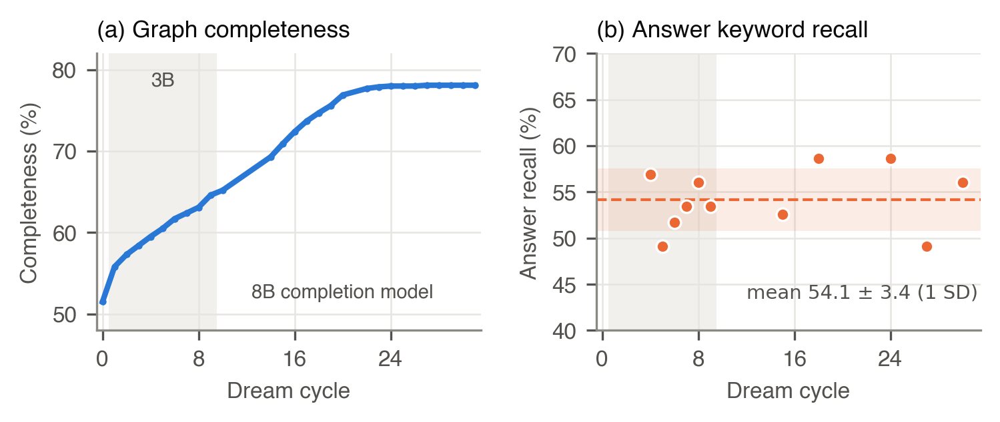 (a) Graph completeness
80
70
60
50
Completeness (%)
3B
8B completion model
0 8 16 24
Dream cycle
(b) Answer keyword recall
70
65
60
55
50
45
40
Answer recall (%)
mean 54.1 ± 3.4 (1 SD)
0 8 16 24
Dream cycle